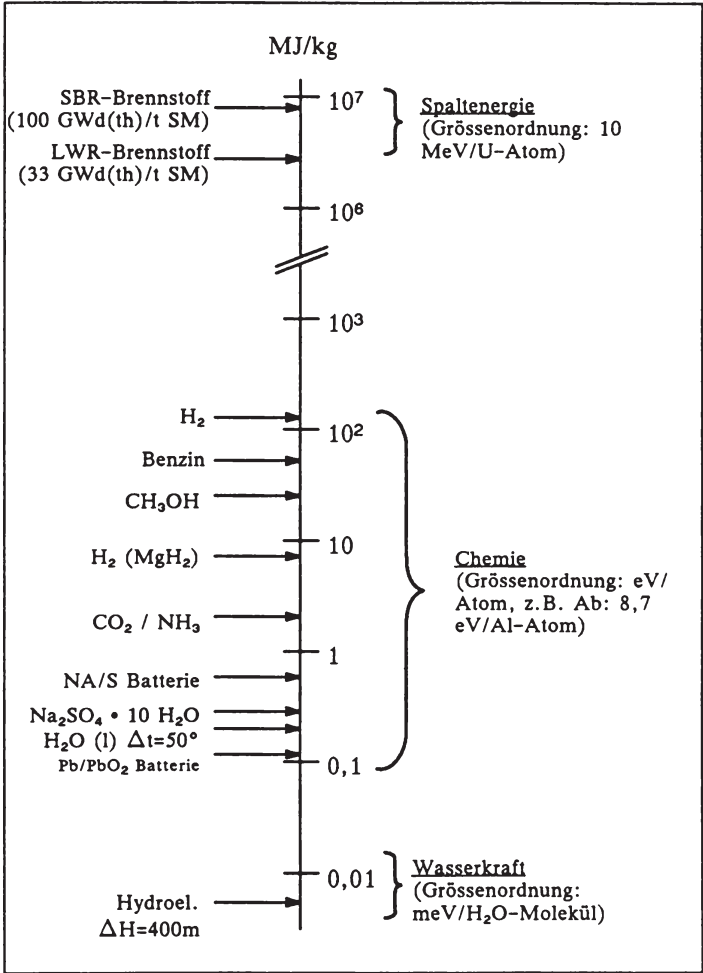 MJ/kg
SBR-Brennstoff
(100 GWd(th)/t SM)
LWR-Brennstoff
(33 GWd(th)/t SM)
10⁷
10⁶
10³
10²
10
1
0,1
0,01
Spaltenergie
(Grössenordnung: 10
MeV/U-Atom)
H₂
Benzin
CH₃OH
H₂ (MgH₂)
CO₂ / NH₃
NA/S Batterie
Na₂SO₄ • 10 H₂O
H₂O (l) Δt=50°
Pb/PbO₂ Batterie
Chemie
(Grössenordnung: eV/
Atom, z.B. Ab: 8,7
eV/Al-Atom)
Hydroel.
ΔH=400m
Wasserkraft
(Grössenordnung:
meV/H₂O-Molekül)